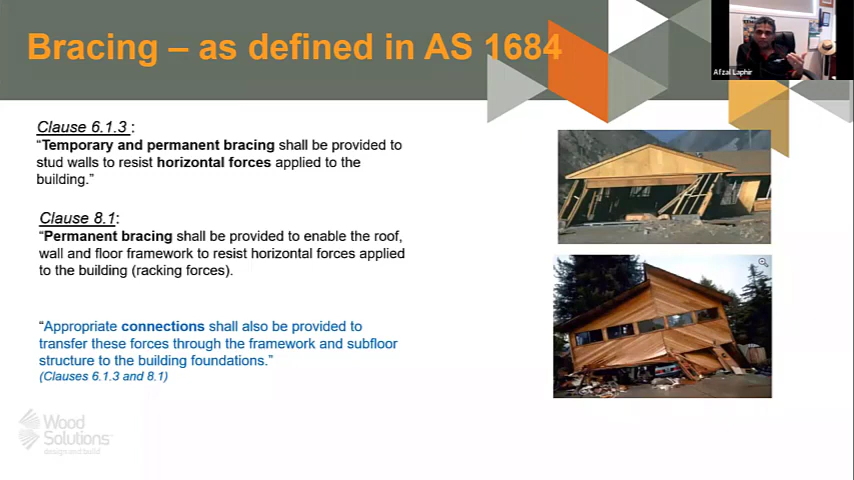 Bracing – as defined in AS 1684
Afzal Laphir
Clause 6.1.3 :
“Temporary and permanent bracing shall be provided to
stud walls to resist horizontal forces applied to the
building.”
Clause 8.1:
“Permanent bracing shall be provided to enable the roof,
wall and floor framework to resist horizontal forces applied
to the building (racking forces).
“Appropriate connections shall also be provided to
transfer these forces through the framework and subfloor
structure to the building foundations.”
(Clauses 6.1.3 and 8.1)
Wood
Solutions
design and build